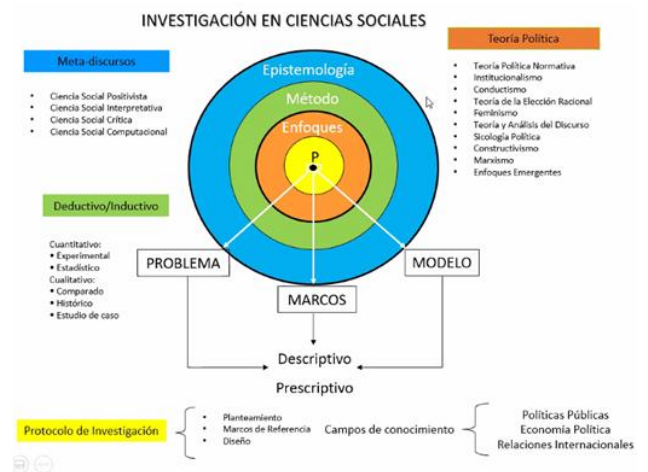 INVESTIGACIÓN EN CIENCIAS SOCIALES
Meta-discursos
• Ciencia Social Positivista
• Ciencia Social Interpretativa
• Ciencia Social Crítica
• Ciencia Social Computacional
Deductivo/Inductivo
Cuantitativo:
• Experimental
• Estadístico
Cualitativo:
• Comparado
• Histórico
• Estudio de caso
Epistemología
Método
Enfoques
P
Teoría Política
• Teoría Política Normativa
• Institucionalismo
• Conductismo
• Teoría de la Elección Racional
• Feminismo
• Teoría y Análisis del Discurso
• Sicología Política
• Constructivismo
• Marxismo
• Enfoques Emergentes
PROBLEMA
MARCOS
MODELO
Descriptivo
Prescriptivo
Protocolo de Investigación
• Planteamiento
• Marcos de Referencia
• Diseño
Campos de conocimiento
Políticas Públicas
Economía Política
Relaciones Internacionales